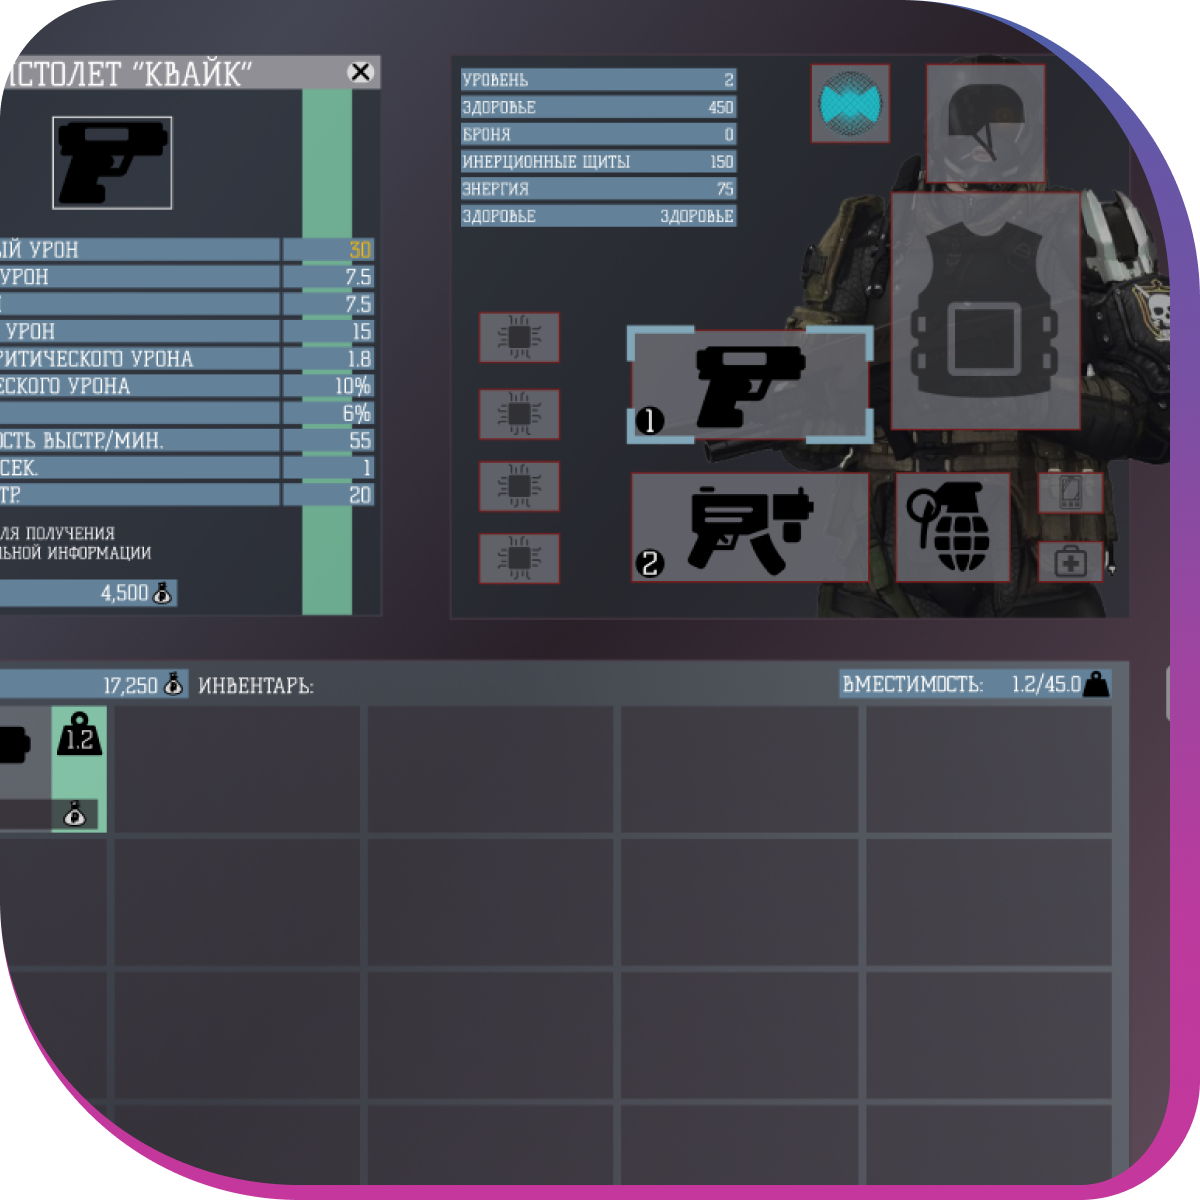 ИСТОЛЕТ “КВАЙК”
ЫЙ УРОН 30
УРОН 7.5
7.5
УРОН 15
РИТИЧЕСКОГО УРОНА 1.8
ЕСКОГО УРОНА 10%
6%
ОСТЬ ВЫСТР./МИН. 55
СЕК. 1
ТР. 20
ЛЯ ПОЛУЧЕНИЯ
ЛЬНОЙ ИНФОРМАЦИИ
4,500
УРОВЕНЬ 2
ЗДОРОВЬЕ 450
БРОНЯ 0
ИНЕРЦИОННЫЕ ЩИТЫ 150
ЭНЕРГИЯ 75
ЗДОРОВЬЕ ЗДОРОВЬЕ
1
2
17,250 ИНВЕНТАРЬ:
ВМЕСТИМОСТЬ: 1.2/45.0
1.2